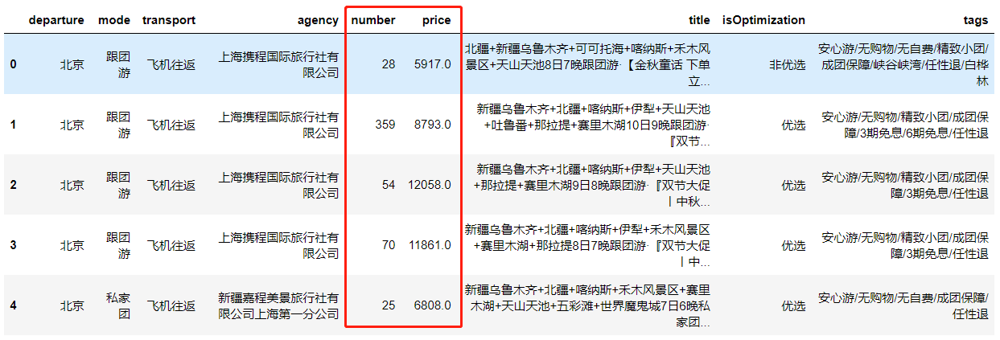 departure mode transport agency number price title isOptimization tags
0 北京 跟团游 飞机往返 上海携程国际旅行社有限公司 28 5917.0 北疆+新疆乌鲁木齐+可可托海+喀纳斯+禾木风景区+天山天池8日7晚跟团游·【金秋童话 下单立... 非优选 安心游/无购物/无自费/精致小团/成团保障/峡谷峡湾/任性退/白桦林
1 北京 跟团游 飞机往返 上海携程国际旅行社有限公司 359 8793.0 新疆乌鲁木齐+北疆+喀纳斯+伊犁+天山天池+吐鲁番+那拉提+赛里木湖10日9晚跟团游·『双节... 优选 安心游/无购物/精致小团/成团保障/3期免息/6期免息/任性退
2 北京 跟团游 飞机往返 上海携程国际旅行社有限公司 54 12058.0 新疆乌鲁木齐+北疆+喀纳斯+伊犁+天山天池+那拉提+赛里木湖9日8晚跟团游·『双节大促丨中秋... 优选 安心游/无购物/精致小团/成团保障/3期免息/任性退
3 北京 跟团游 飞机往返 上海携程国际旅行社有限公司 70 11861.0 新疆乌鲁木齐+北疆+喀纳斯+伊犁+禾木风景区+赛里木湖+那拉提8日7晚跟团游·『双节大促丨中... 优选 安心游/无购物/精致小团/成团保障/3期免息/任性退
4 北京 私家团 飞机往返 新疆嘉程美景旅行社有限公司上海第一分公司 25 6808.0 新疆乌鲁木齐+北疆+喀纳斯+禾木风景区+赛里木湖+天山天池+五彩滩+世界魔鬼城7日6晚私家团... 优选 安心游/无购物/无自费/成团保障/任性退